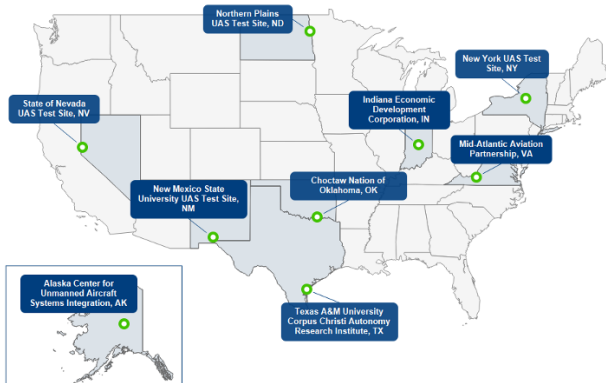 Northern Plains
UAS Test Site, ND
New York UAS Test
Site, NY
State of Nevada
UAS Test Site, NV
Indiana Economic
Development
Corporation, IN
Mid-Atlantic Aviation
Partnership, VA
New Mexico State
University UAS Test Site,
NM
Choctaw Nation of
Oklahoma, OK
Alaska Center for
Unmanned Aircraft
Systems Integration, AK
Texas A&M University
Corpus Christi Autonomy
Research Institute, TX